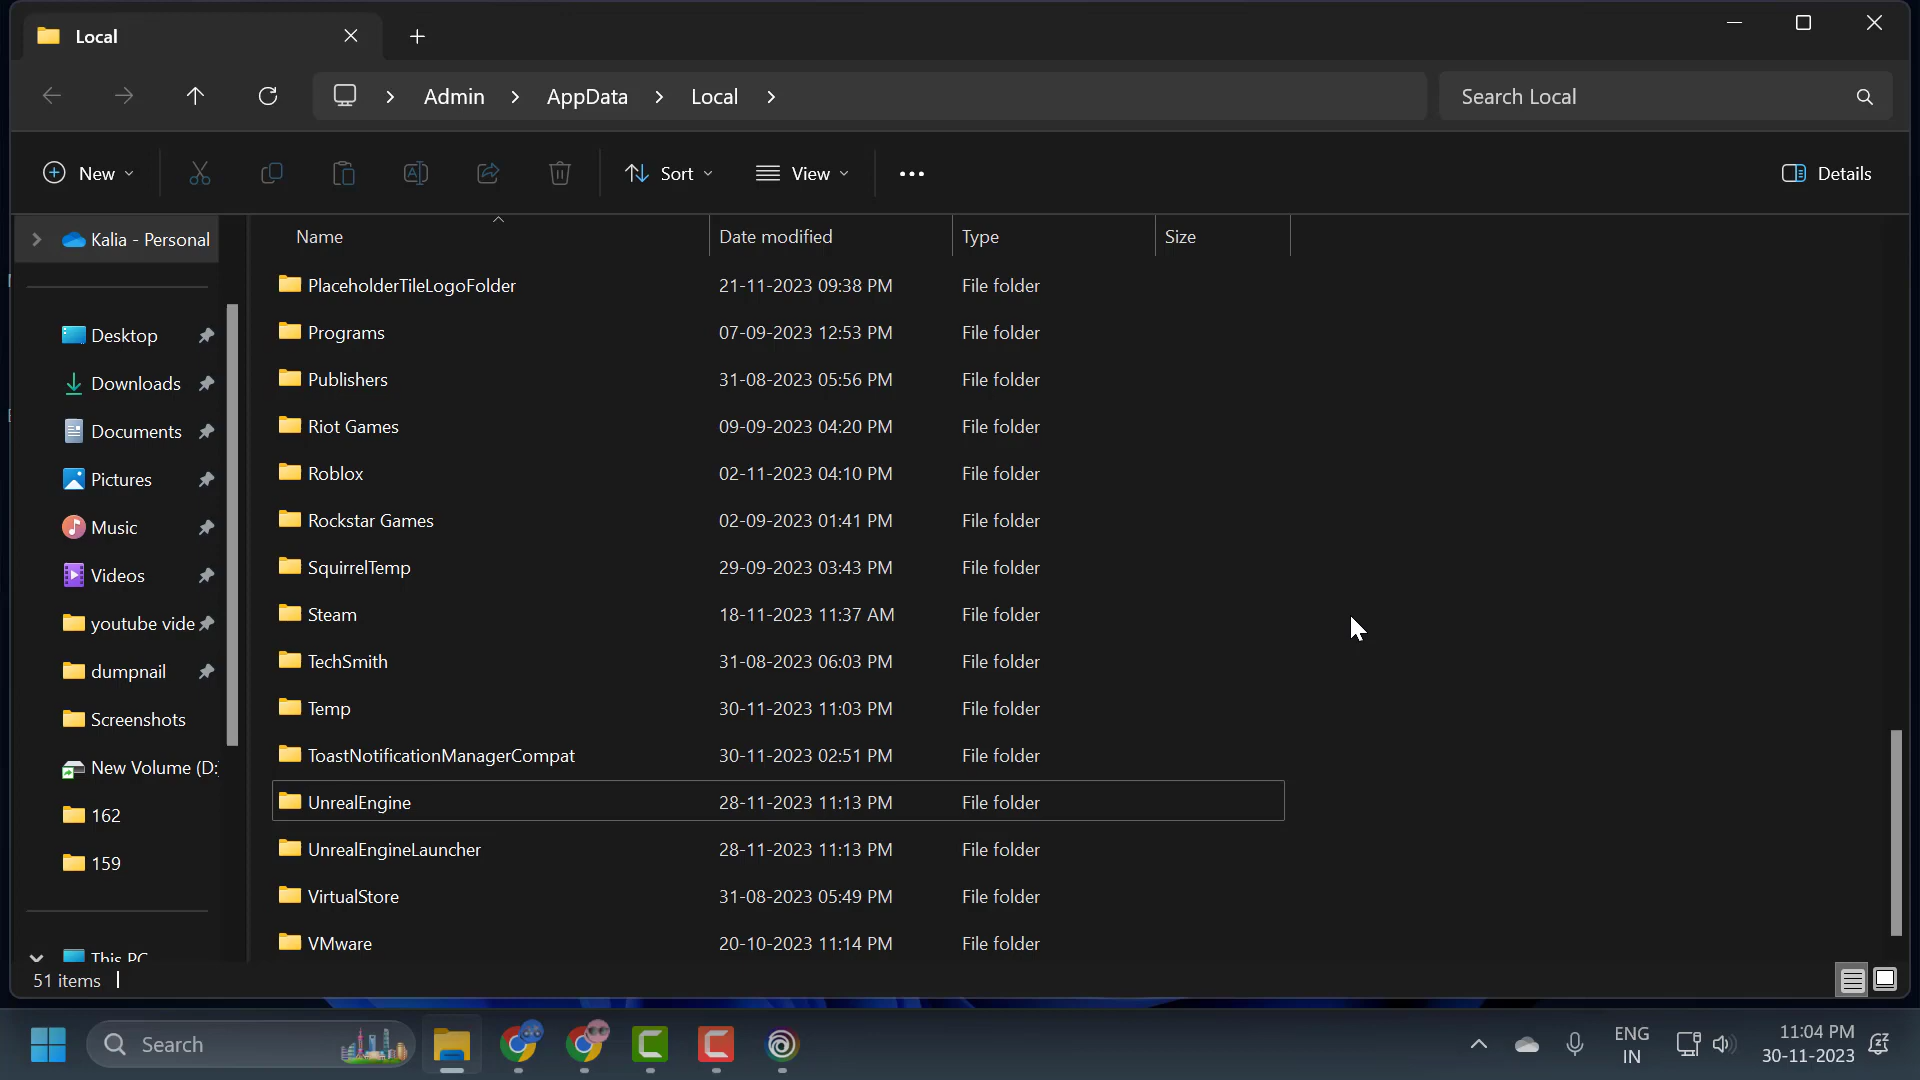 Local
Admin AppData Local
Search Local
New
Sort
View
Details
Kalia - Personal
Name Date modified Type Size
PlaceholderTileLogoFolder 21-11-2023 09:38 PM File folder
Programs 07-09-2023 12:53 PM File folder
Publishers 31-08-2023 05:56 PM File folder
Riot Games 09-09-2023 04:20 PM File folder
Roblox 02-11-2023 04:10 PM File folder
Rockstar Games 02-09-2023 01:41 PM File folder
SquirrelTemp 29-09-2023 03:43 PM File folder
Steam 18-11-2023 11:37 AM File folder
TechSmith 31-08-2023 06:03 PM File folder
Temp 30-11-2023 11:03 PM File folder
ToastNotificationManagerCompat 30-11-2023 02:51 PM File folder
UnrealEngine 28-11-2023 11:13 PM File folder
UnrealEngineLauncher 28-11-2023 11:13 PM File folder
VirtualStore 31-08-2023 05:49 PM File folder
VMware 20-10-2023 11:14 PM File folder
Desktop
Downloads
Documents
Pictures
Music
Videos
youtube vide
dumpnail
Screenshots
New Volume (D:
162
159
This PC
51 items
Search
ENG
IN
11:04 PM
30-11-2023